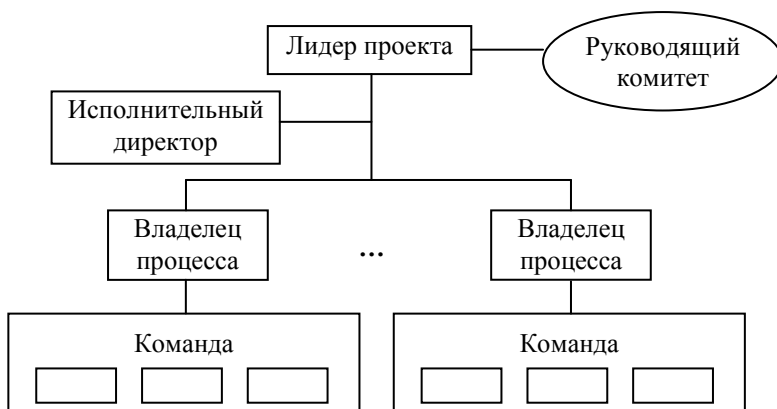 Лидер проекта
Руководящий
комитет
Исполнительный
директор
Владелец
процесса
...
Владелец
процесса
Команда
Команда